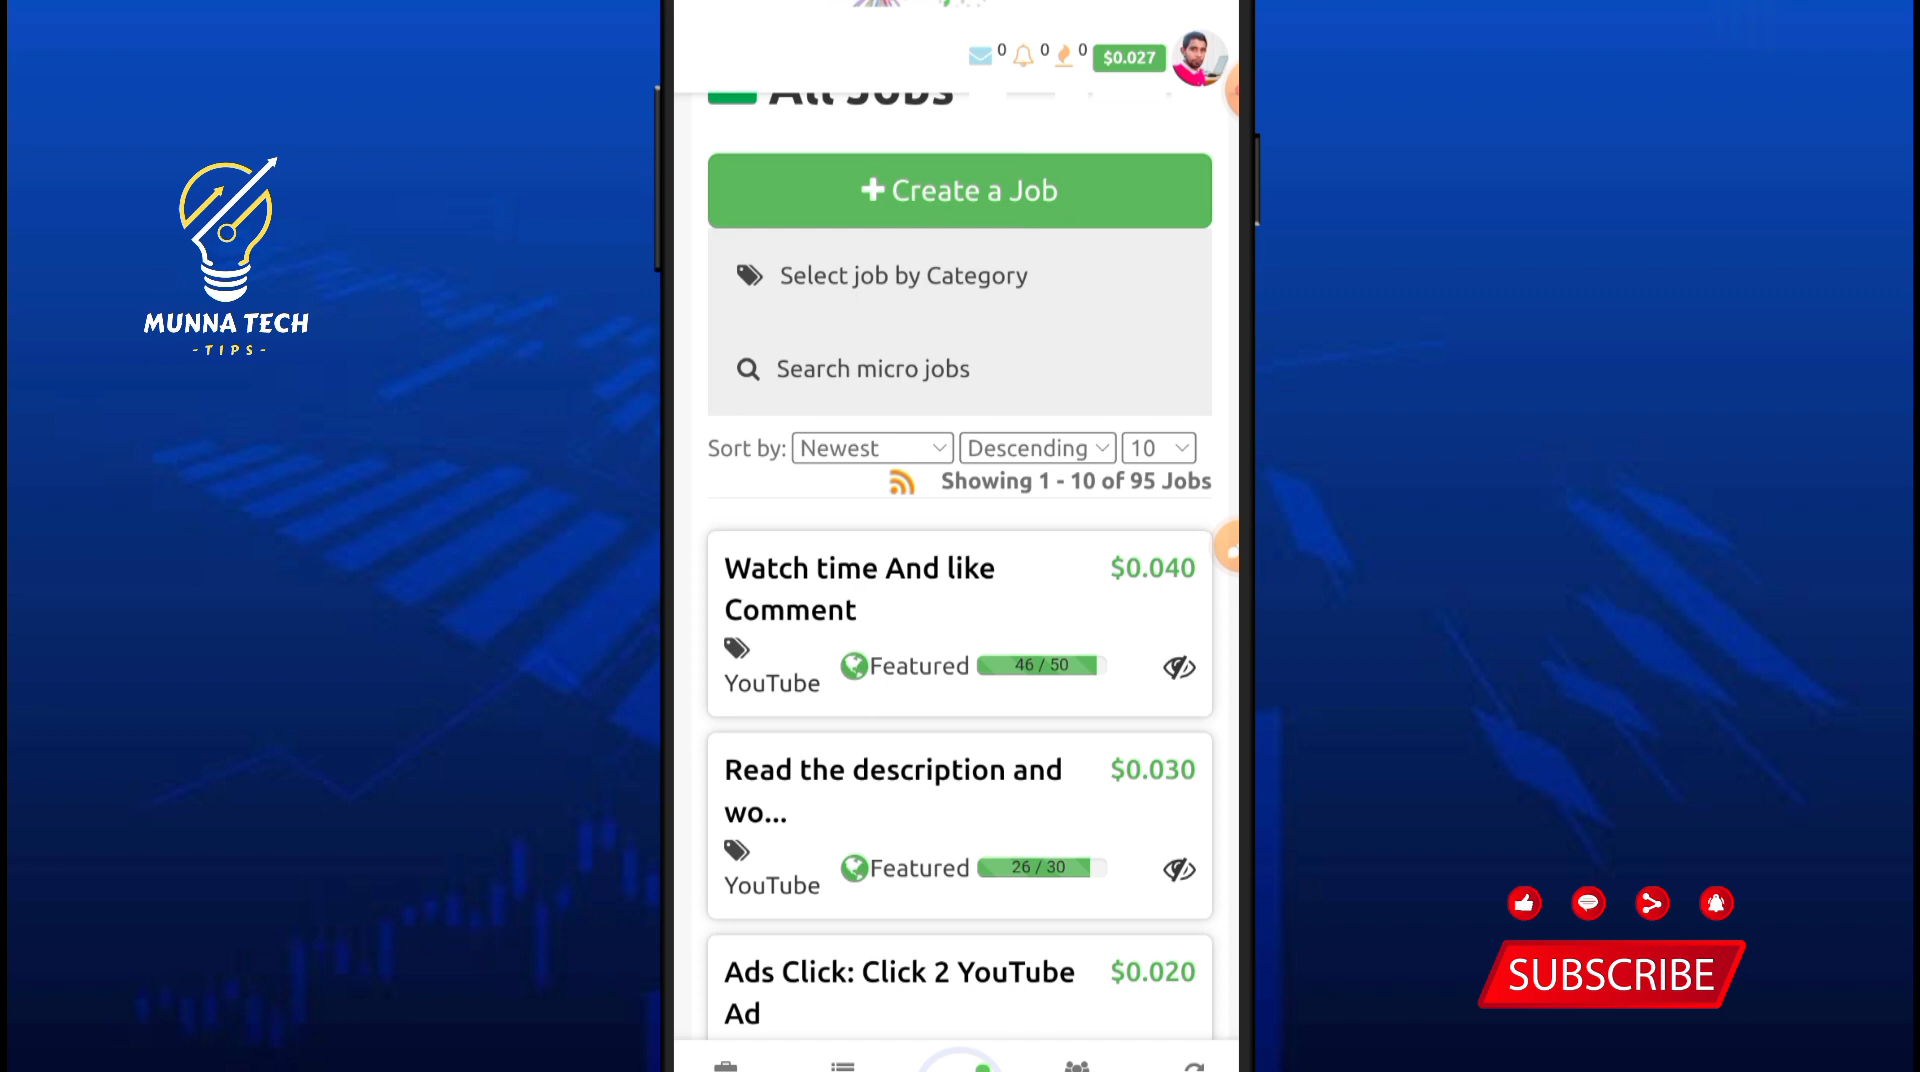 0 0 0 $0.027
All Jobs
Create a Job
Select job by Category
Search micro jobs
Sort by: Newest Descending 10
Showing 1 - 10 of 95 Jobs
Watch time And like $0.040
Comment
YouTube Featured 46 / 50
Read the description and $0.030
wo...
YouTube Featured 26 / 30
Ads Click: Click 2 YouTube $0.020
Ad
MUNNA TECH
- TIPS -
SUBSCRIBE